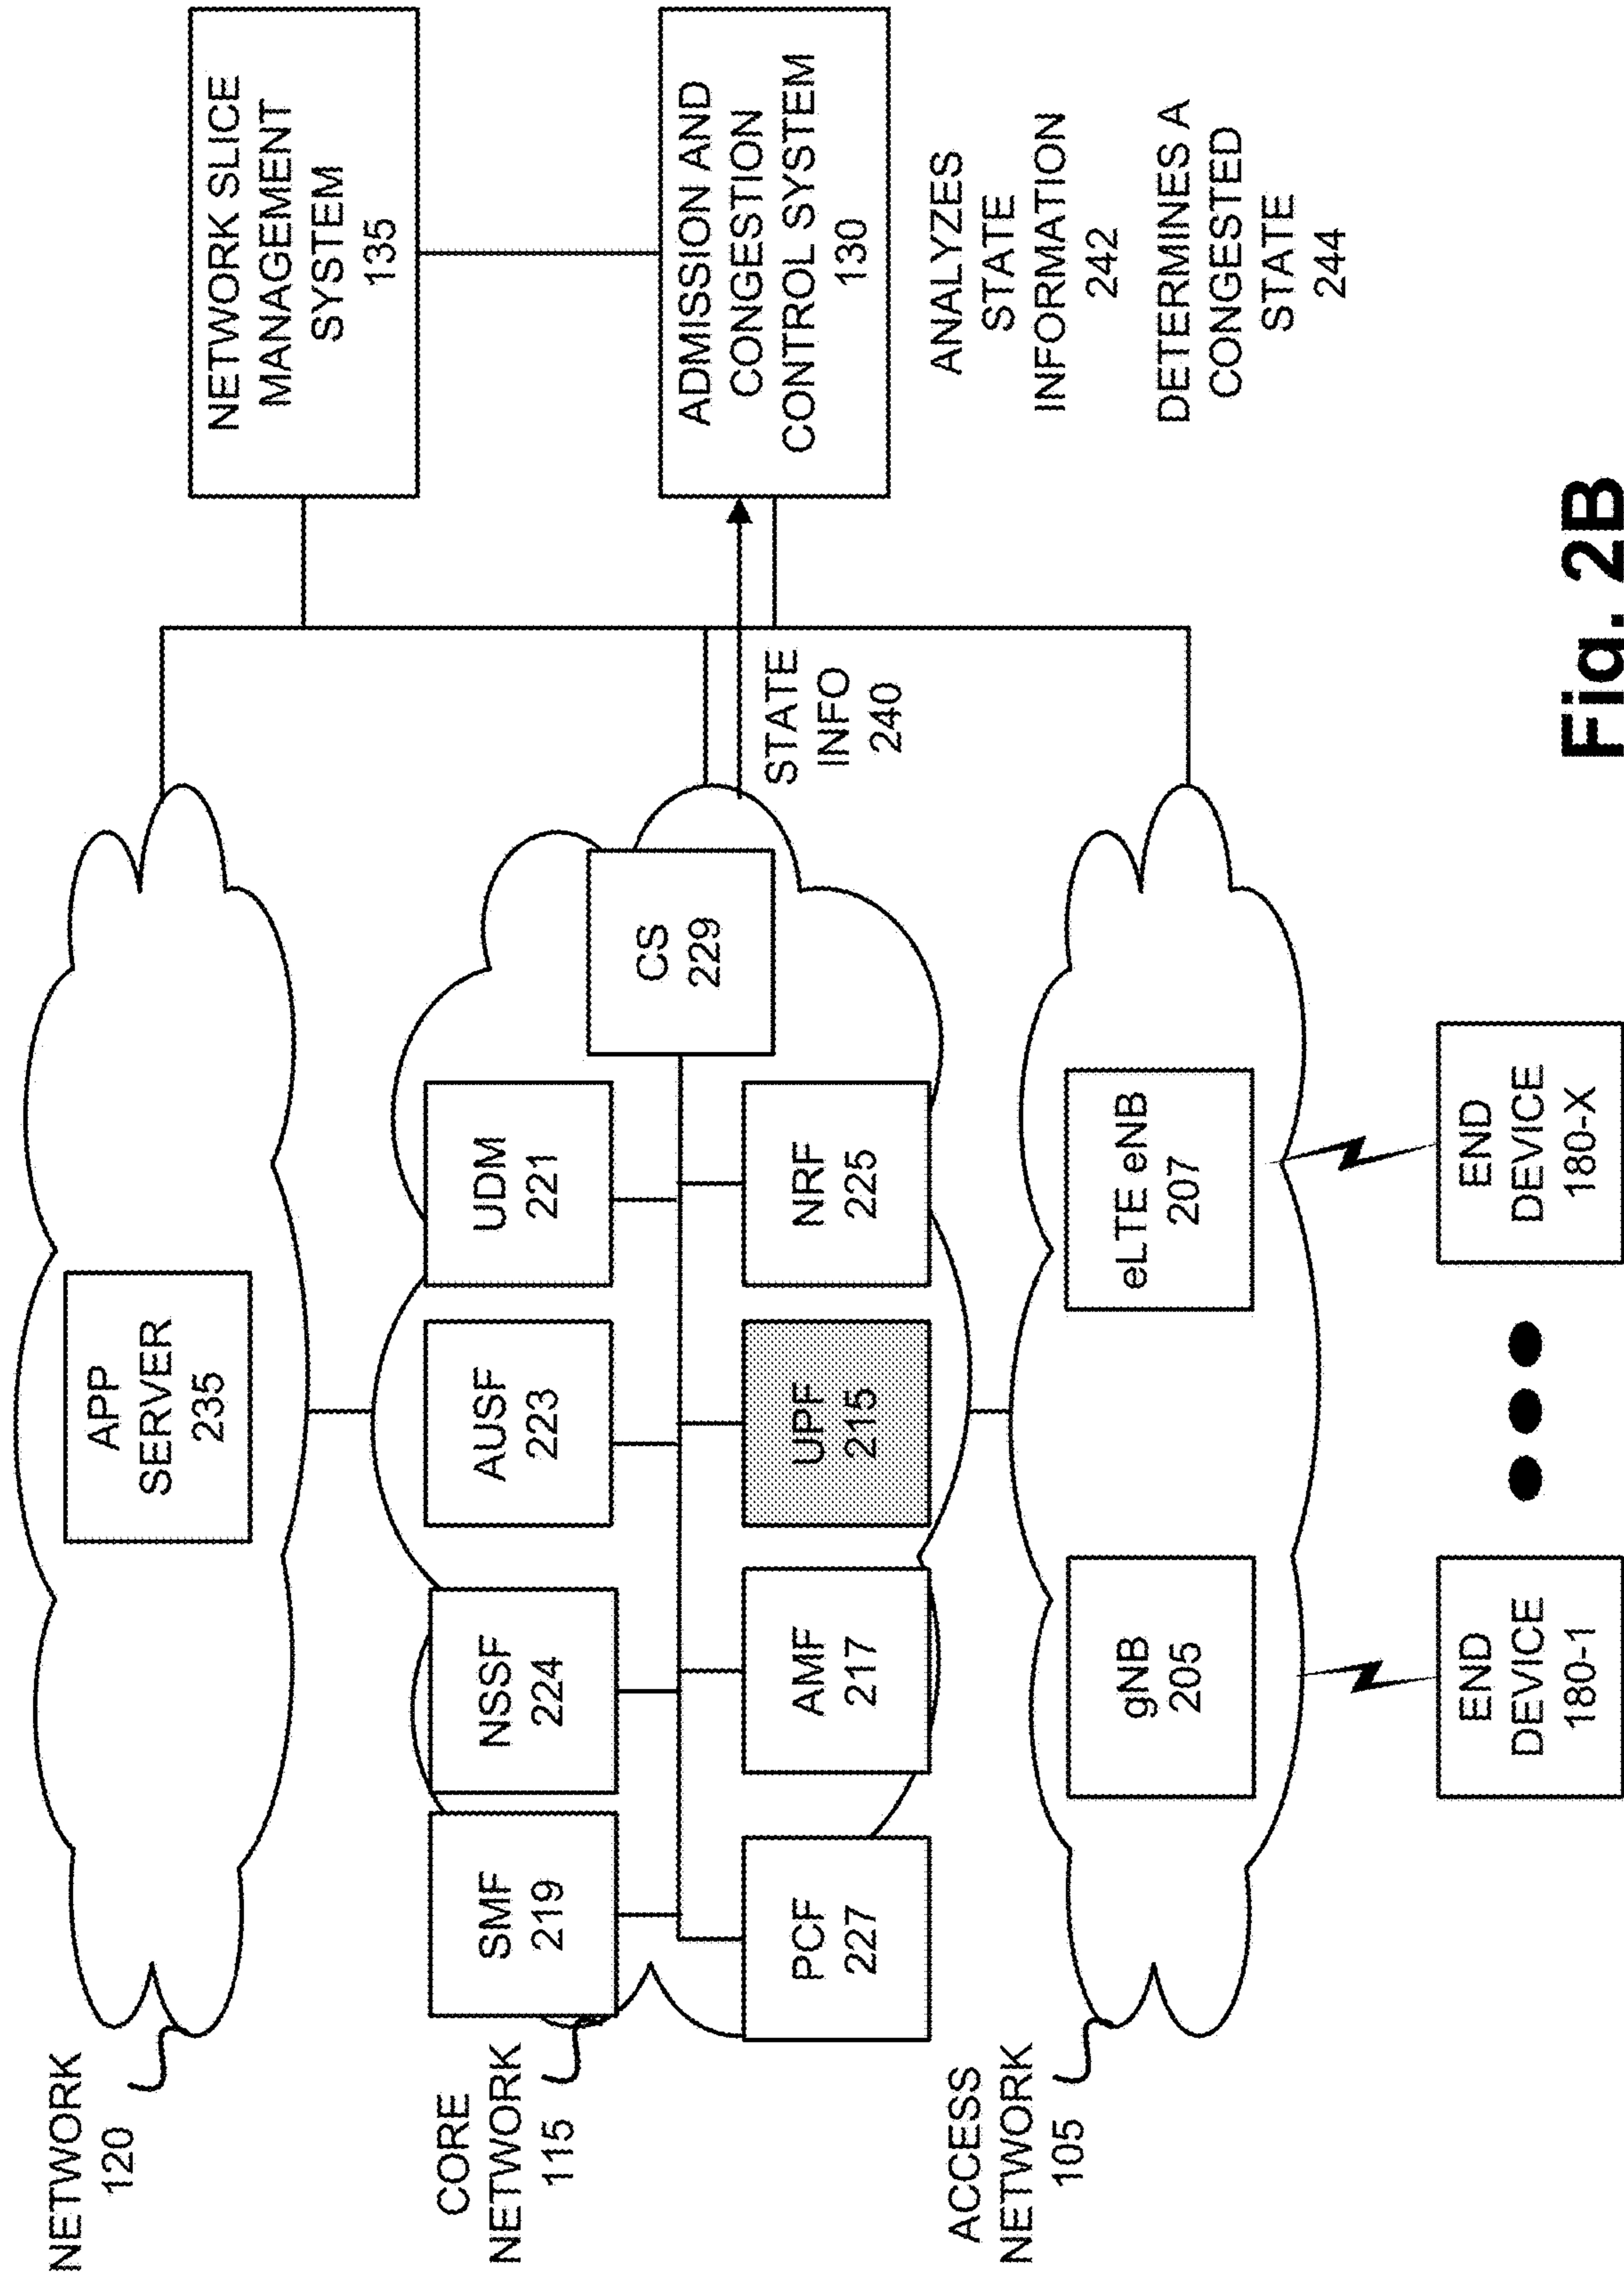 NETWORK
120
APP
SERVER
235
NETWORK SLICE
MANAGEMENT
SYSTEM
135
CORE
NETWORK
115
SMF
219
NSSF
224
AUSF
223
UDM
221
CS
229
PCF
227
AMF
217
UPF
215
NRF
225
STATE
INFO
240
ADMISSION AND
CONGESTION
CONTROL SYSTEM
130
ANALYZES
STATE
INFORMATION
242
DETERMINES A
CONGESTED
STATE
244
ACCESS
NETWORK
105
gNB
205
eLTE eNB
207
END
DEVICE
180-1
END
DEVICE
180-X
Fig. 2B